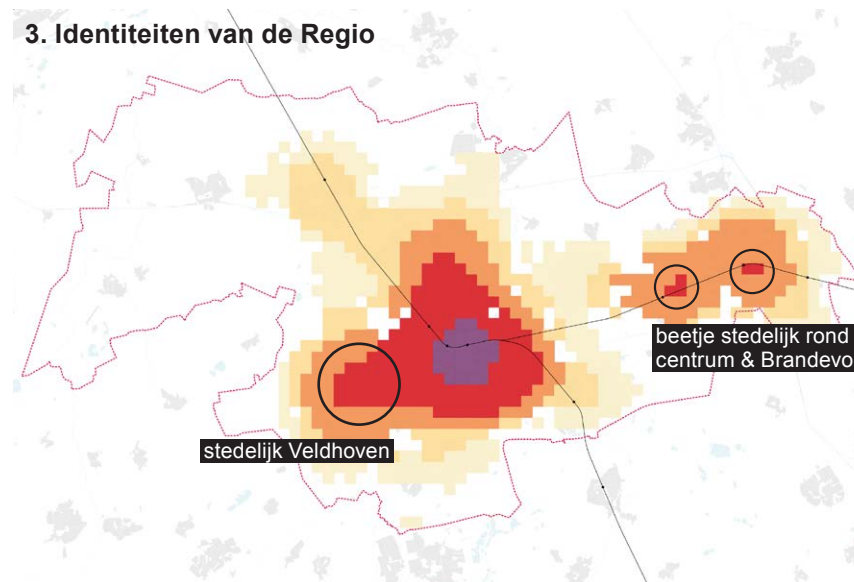 3. Identiteiten van de Regio
beetje stedelijk rond
centrum & Brandevo
stedelijk Veldhoven